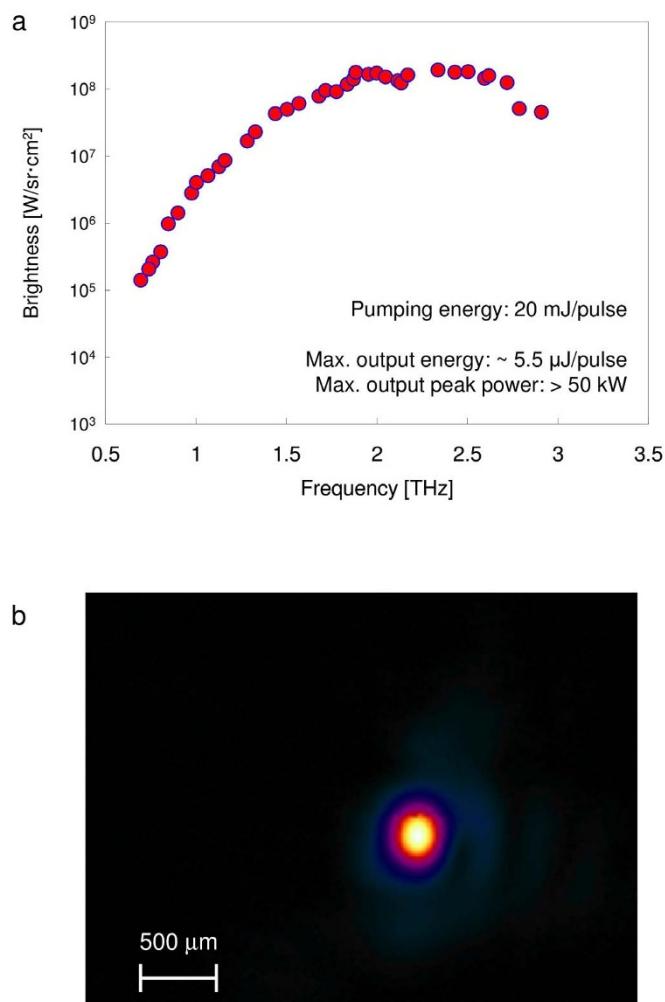 a
10⁹
10⁸
10⁷
10⁶
10⁵
10⁴
10³
Brightness [W/sr·cm²]
Pumping energy: 20 mJ/pulse
Max. output energy: ~ 5.5 µJ/pulse
Max. output peak power: > 50 kW
0.5 1 1.5 2 2.5 3 3.5
Frequency [THz]
b
500 µm